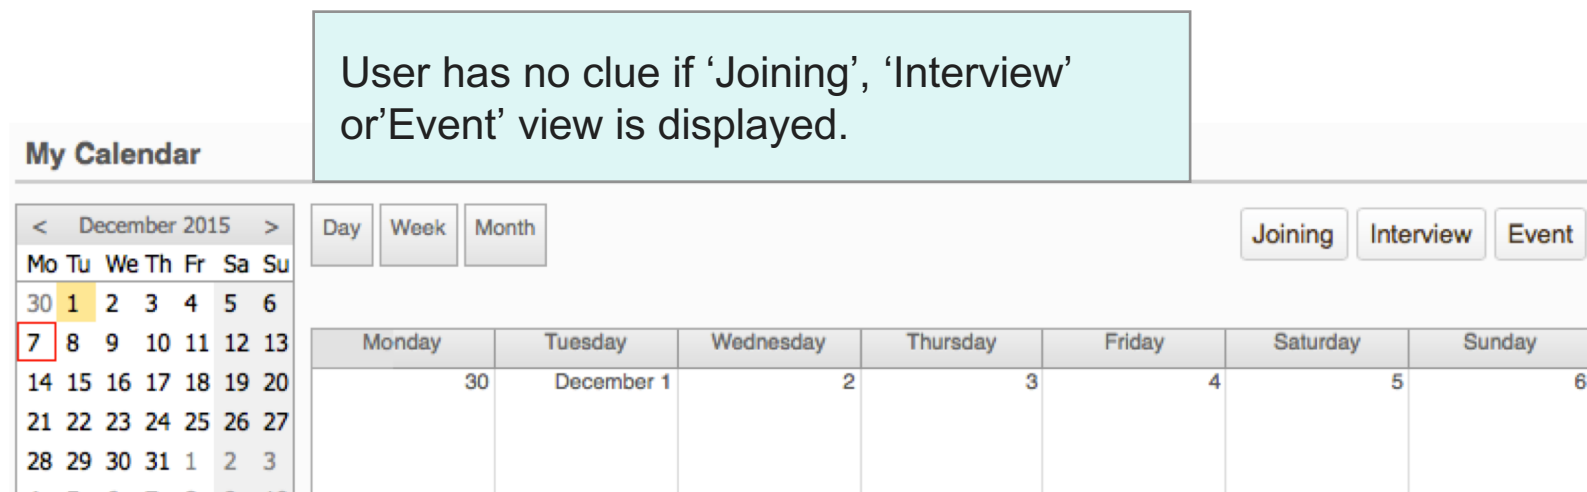 User has no clue if ‘Joining’, ‘Interview’
or’Event’ view is displayed.
My Calendar
< December 2015 >
Mo Tu We Th Fr Sa Su
30 1 2 3 4 5 6
7 8 9 10 11 12 13
14 15 16 17 18 19 20
21 22 23 24 25 26 27
28 29 30 31 1 2 3
Day Week Month
Joining Interview Event
Monday Tuesday Wednesday Thursday Friday Saturday Sunday
30 December 1 2 3 4 5 6